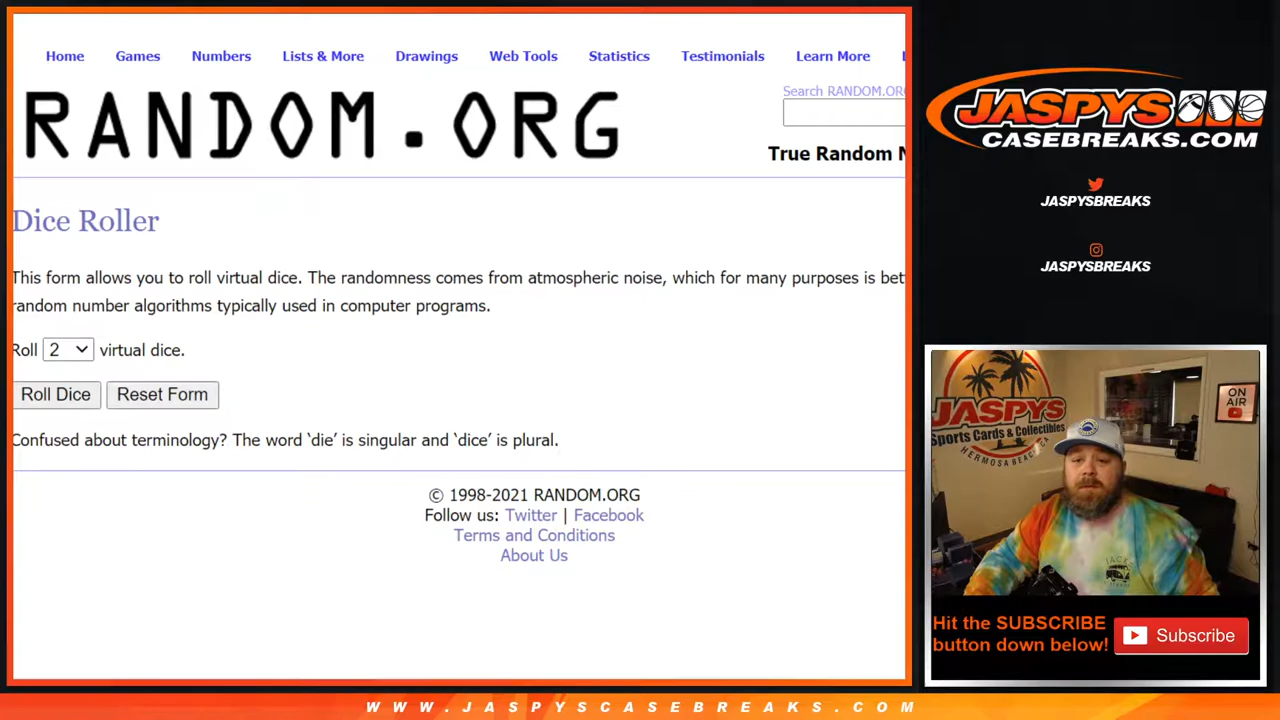 Home Games Numbers Lists & More Drawings Web Tools Statistics Testimonials Learn More
Search RANDOM.ORG
RANDOM.ORG
True Random N
Dice Roller
This form allows you to roll virtual dice. The randomness comes from atmospheric noise, which for many purposes is bet
random number algorithms typically used in computer programs.
Roll 2 virtual dice.
Roll Dice Reset Form
Confused about terminology? The word ‘die’ is singular and ‘dice’ is plural.
© 1998-2021 RANDOM.ORG
Follow us: Twitter | Facebook
Terms and Conditions
About Us
JASPYS
CASEBREAKS.COM
JASPYSBREAKS
JASPYSBREAKS
JASPYS
Sports Cards & Collectibles
HERMOSA BEACH, CA
ON
AIR
Hit the SUBSCRIBE
button down below!
Subscribe
WWW.JASPYSCASEBREAKS.COM